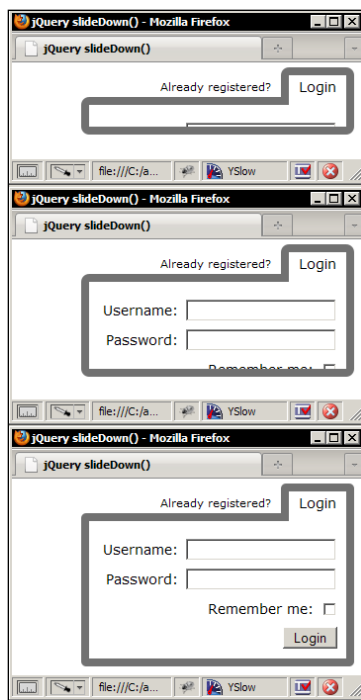 jQuery slideDown() - Mozilla Firefox
jQuery slideDown()
Already registered? Login
file:///C:/a... YSlow
jQuery slideDown() - Mozilla Firefox
jQuery slideDown()
Already registered? Login
Username:
Password:
Remember me:
file:///C:/a... YSlow
jQuery slideDown() - Mozilla Firefox
jQuery slideDown()
Already registered? Login
Username:
Password:
Remember me:
Login
file:///C:/a... YSlow